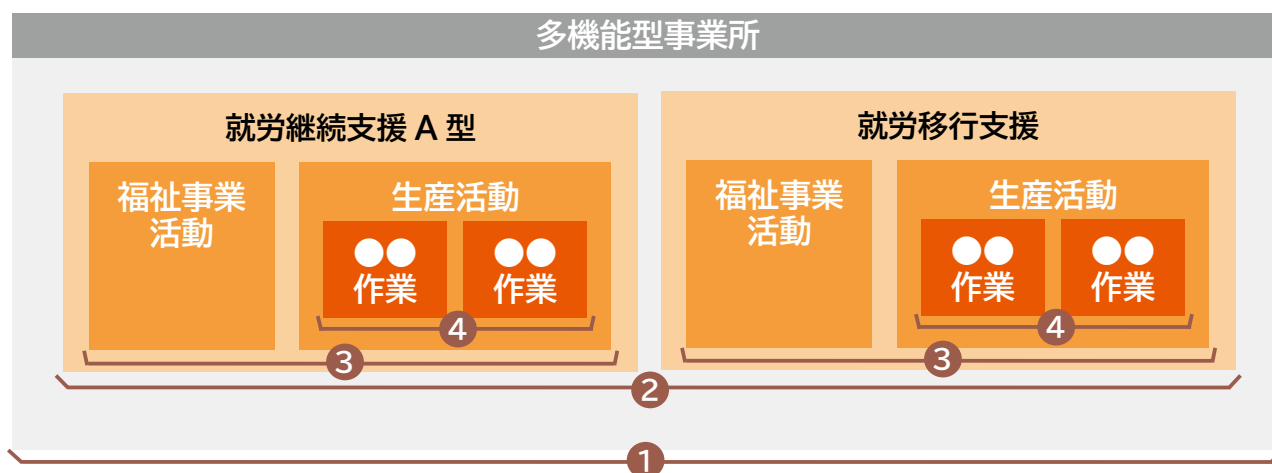 多機能型事業所
就労継続支援 A 型
福祉事業
活動
生産活動
●●
作業
●●
作業
4
3
就労移行支援
福祉事業
活動
生産活動
●●
作業
●●
作業
4
3
2
1